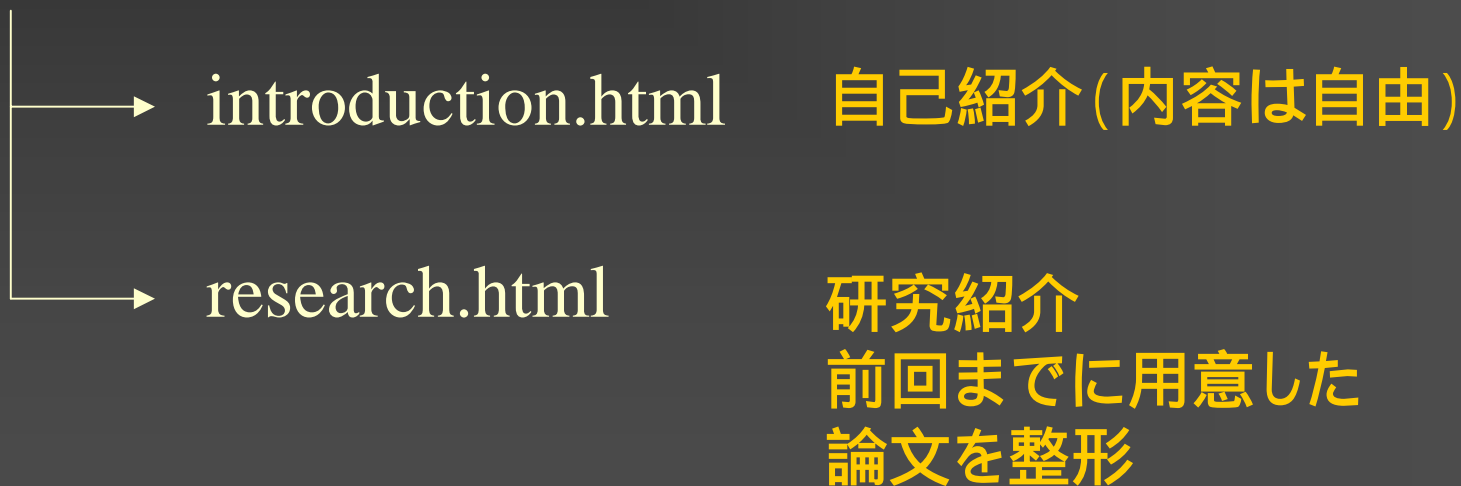 introduction.html 自己紹介(内容は自由)
research.html 研究紹介
前回までに用意した
論文を整形